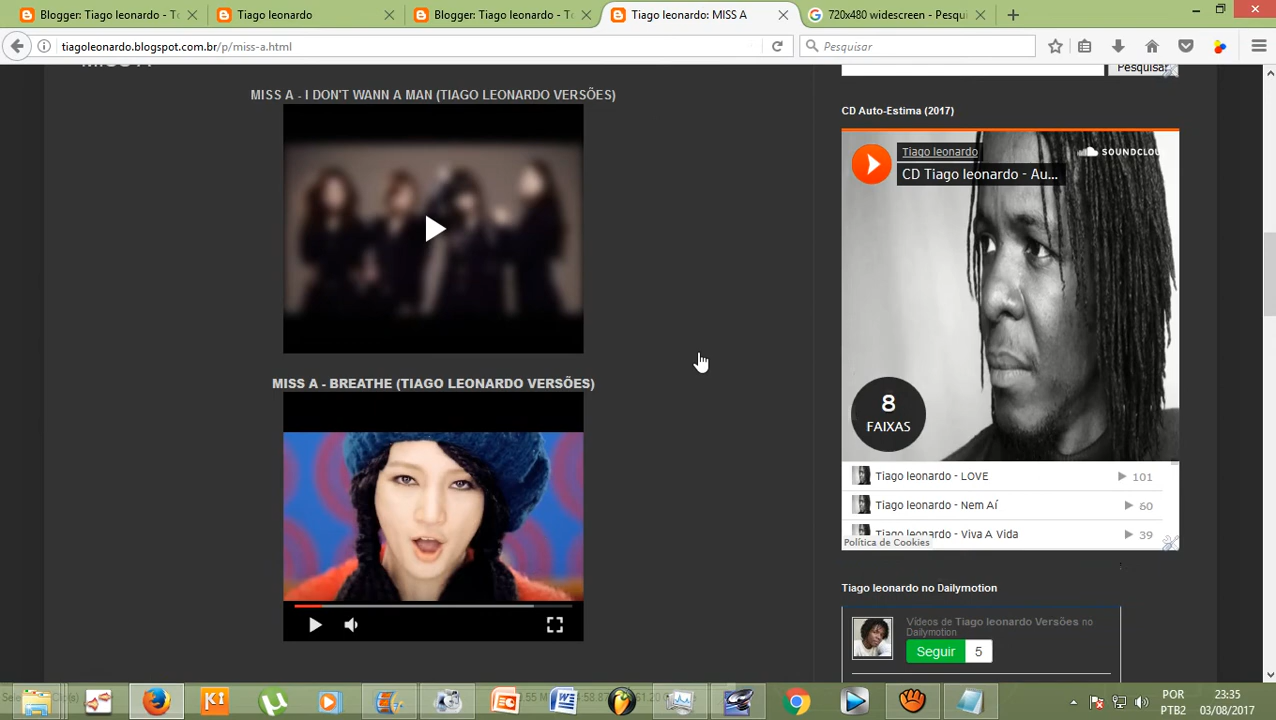 Blogger: Tiago leonardo - To
Tiago leonardo
Blogger: Tiago leonardo - To
Tiago leonardo: MISS A
720x480 widescreen - Pesqui
tiagoleonardo.blogspot.com.br/p/miss-a.html
Pesquisar
MISS A - I DON'T WANN A MAN (TIAGO LEONARDO VERSÕES)
MISS A - BREATHE (TIAGO LEONARDO VERSÕES)
Pesquisar
CD Auto-Estima (2017)
Tiago leonardo
SOUNDCLOU
CD Tiago leonardo - Au...
8
FAIXAS
Tiago leonardo - LOVE 101
Tiago leonardo - Nem Aí 60
Tiago leonardo - Viva A Vida 39
Política de Cookies
Tiago leonardo no Dailymotion
Vídeos de Tiago leonardo Versões no
Dailymotion
Seguir 5
POR
PTB2
23:35
03/08/2017